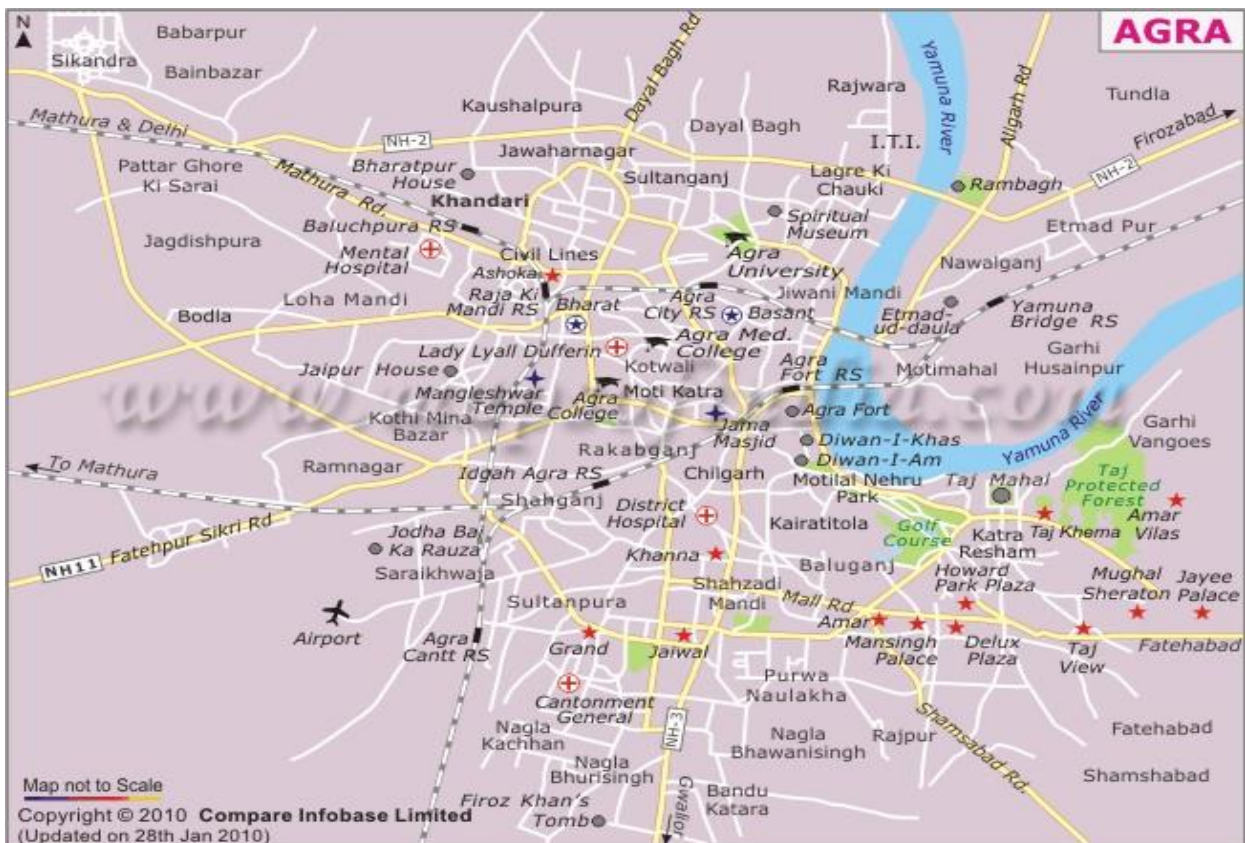 AGRA
N
Babarpur
Sikandra
Bainbazar
Mathura & Delhi
Pattar Ghore
Ki Sarai
Mathura Rd.
NH-2
Kaushalpura
Dayal Bagh Rd
Bharatpur
House
Jawaharnagar
Dayal Bagh
Sultanganj
Rajwara
I.T.I.
Yamuna River
Aligarh Rd
Tundla
Firozabad
NH-2
Lagre Ki
Chauki
Rambagh
Khandari
Baluchpura RS
Jagdishpura
Mental
Hospital
Civil Lines
Ashoka
Raja Ki
Mandi RS
Spiritual
Museum
Agra
University
Etmad Pur
Nawalganj
Loha Mandi
Bodla
Bharat
Agra
City RS
Basant
Jiwani Mandi
Etmad-
ud-daula
Yamuna
Bridge RS
Lady Lyall Dufferin
Agra Med.
College
Kotwali
Jaipur House
Mangleshwar
Temple
Agra
College
Moti Katra
Agra
Fort RS
Motimahal
Garhi
Husainpur
Kothi Mina
Bazar
Jama
Masjid
Agra Fort
Diwan-I-Khas
Diwan-I-Am
Yamuna River
Garhi
Vangoes
To Mathura
Ramnagar
Rakabganj
Idgah Agra RS
Chilgarh
Shahganj
Motilal Nehru
Park
Taj Mahal
Taj
Protected
Forest
Fatehpur Sikri Rd
NH11
District
Hospital
Kairatitola
Golf
Course
Katra
Resham
Taj Khema
Amar
Vilas
Jodha Bai
Ka Rauza
Saraikhwaja
Khanna
Baluganj
Howard
Park Plaza
Mughal
Sheraton
Jayee
Palace
Shahzadi
Mandi
Mall Rd
Sultanpura
Airport
Agra
Cantt RS
Grand
Jaiwal
Amar
Mansingh
Palace
Delux
Plaza
Taj
View
Fatehabad
Cantonment
General
Purwa
Naulakha
Nagla
Kachhan
NH-3
Nagla
Bhawanisingh
Rajpur
Shamsabad Rd.
Fatehabad
Nagla
Bhurisingh
Shamshabad
Firoz Khan's
Tomb
Gwalior
Bandu
Katara
Map not to Scale
Copyright © 2010 Compare Infobase Limited
(Updated on 28th Jan 2010)